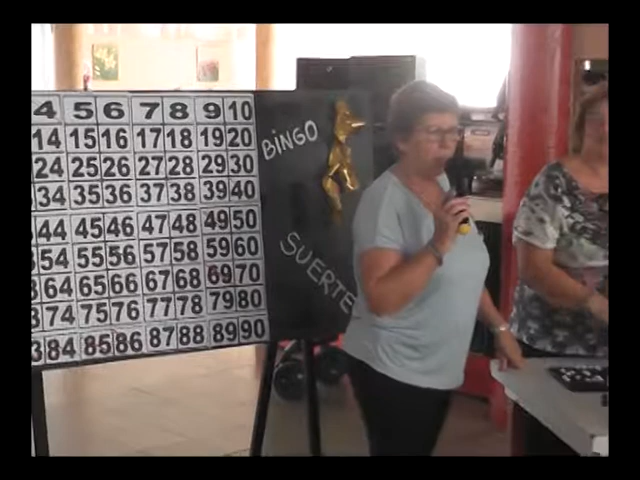 4 5 6 7 8 9 10
14 15 16 17 18 19 20
24 25 26 27 28 29 30
34 35 36 37 38 39 40
44 45 46 47 48 49 50
54 55 56 57 58 59 60
64 65 66 67 68 69 70
74 75 76 77 78 79 80
84 85 86 87 88 89 90
BINGO
SUERTE